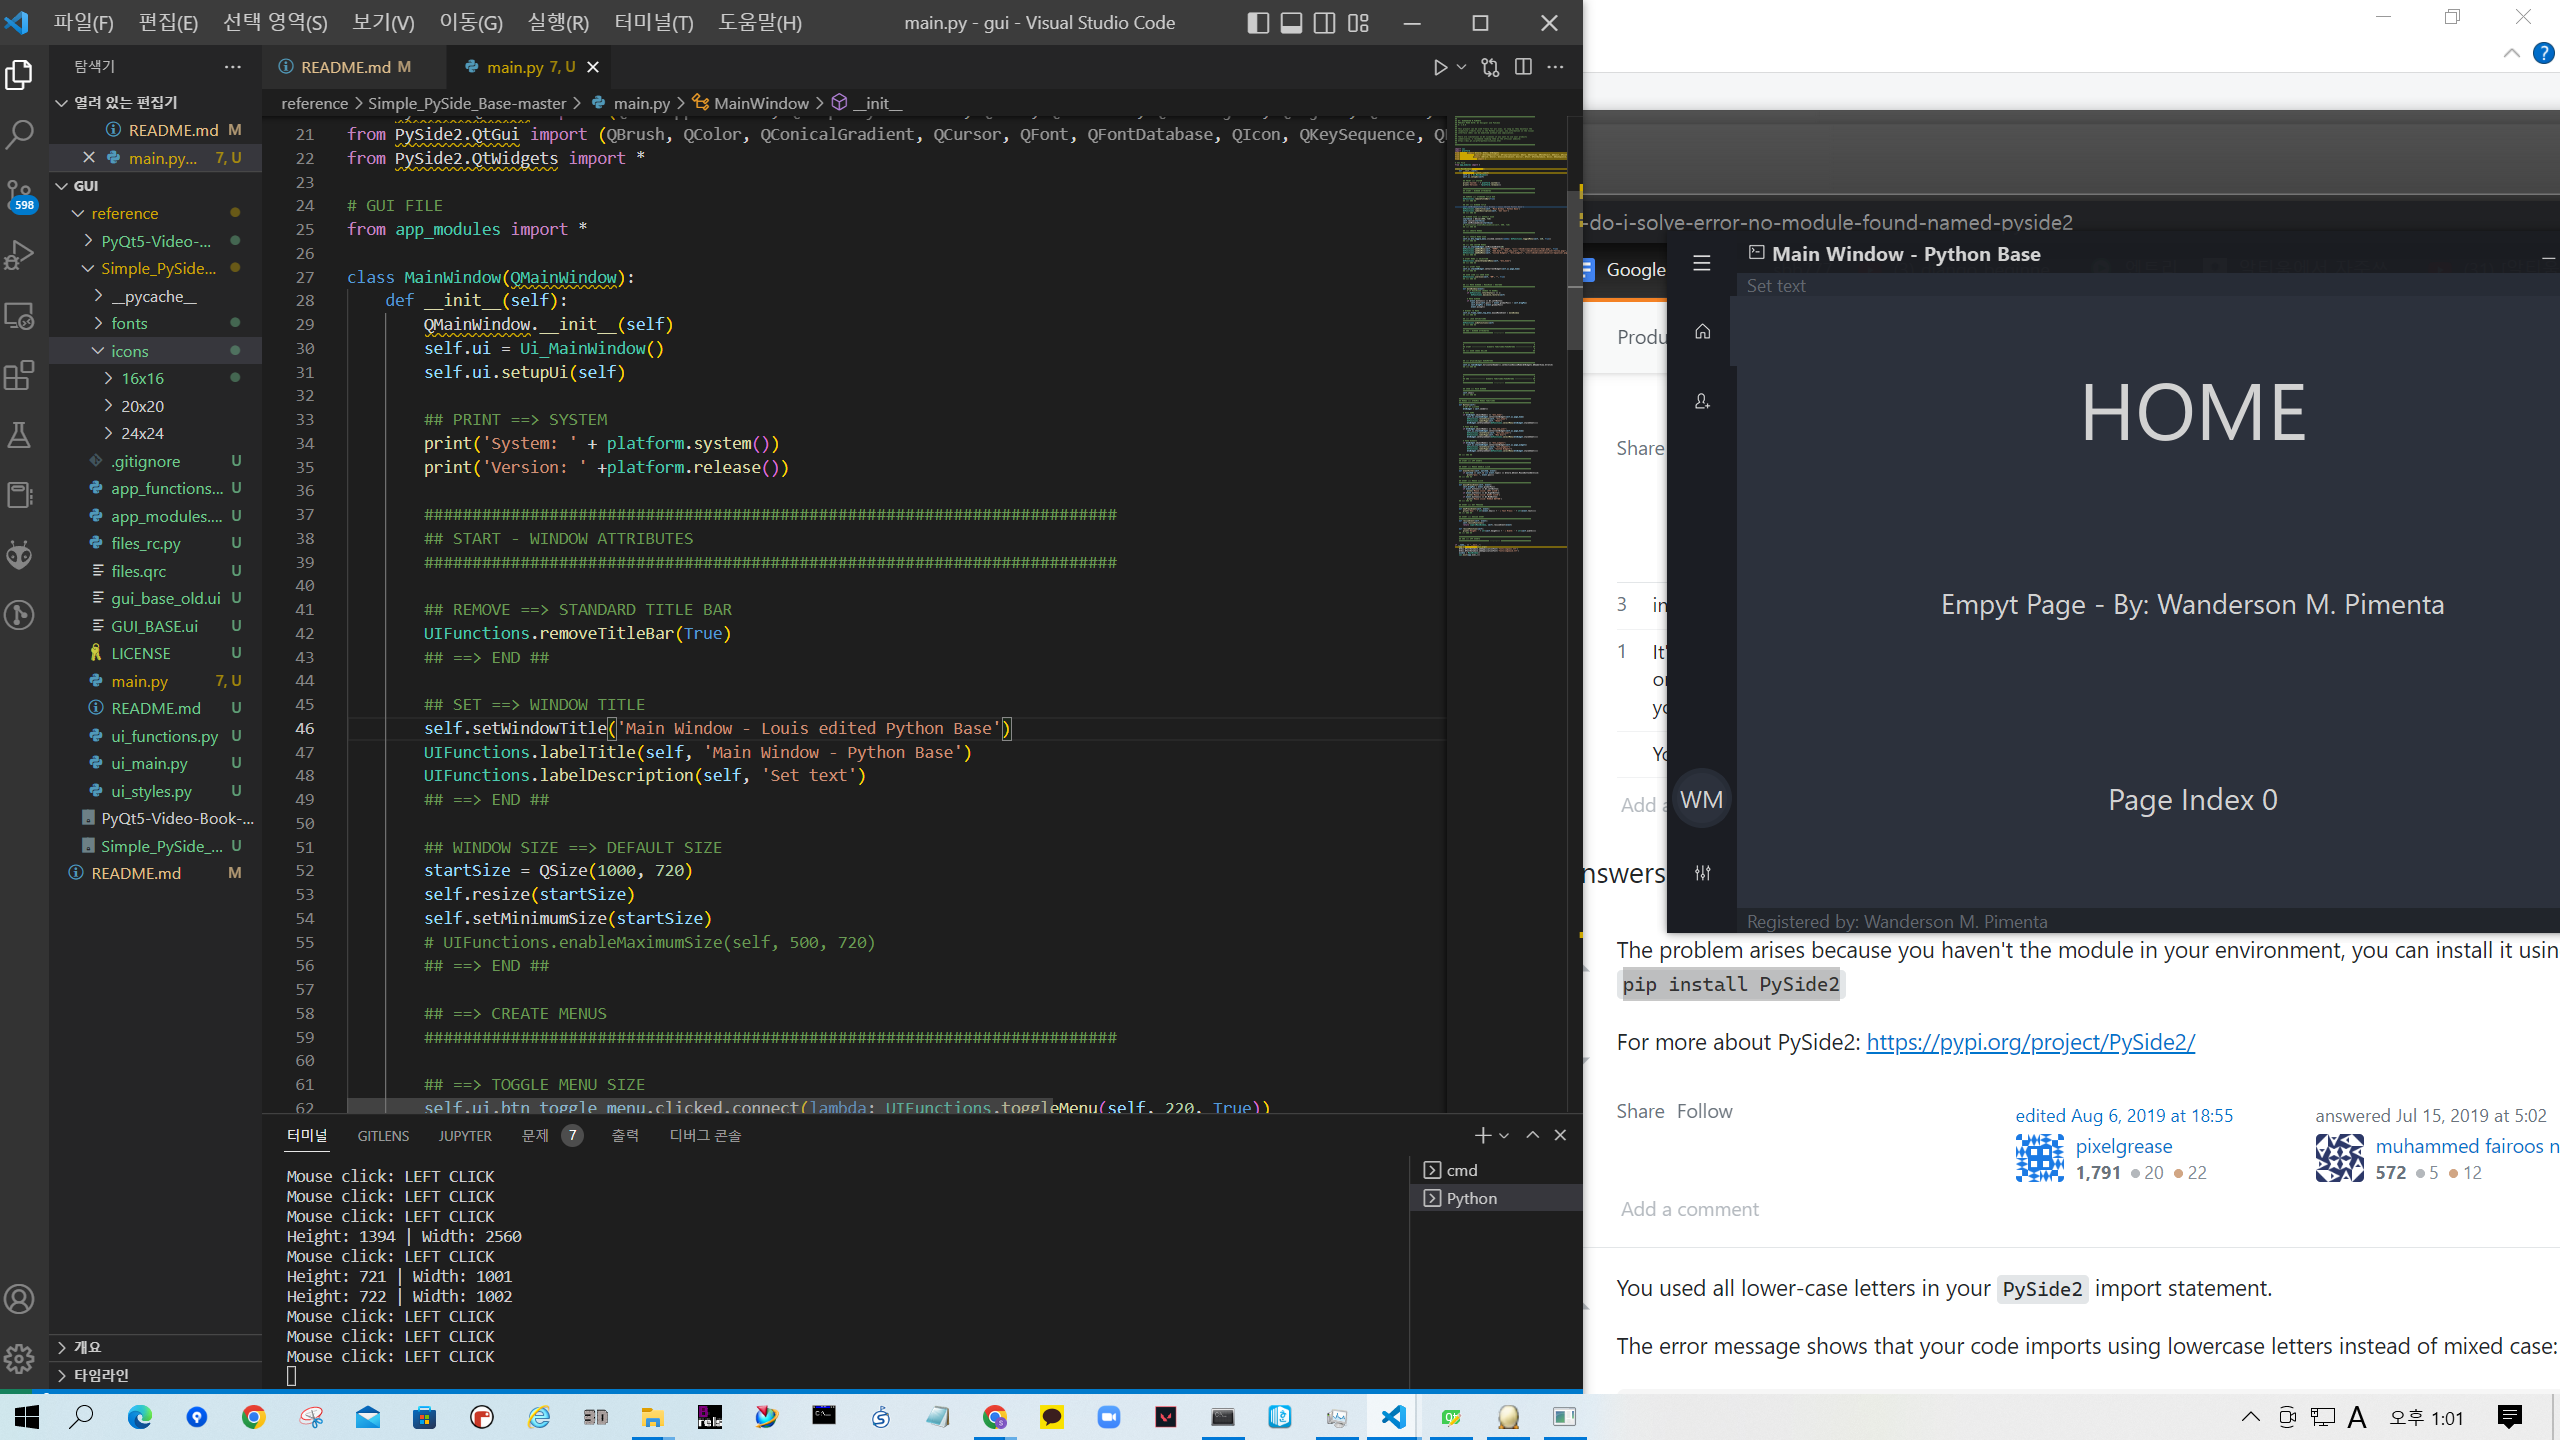 파일(F) 편집(E) 선택 영역(S) 보기(V) 이동(G) 실행(R) 터미널(T) 도움말(H)
main.py - gui - Visual Studio Code
탐색기
열려 있는 편집기
README.md M
main.py... 7, U
GUI
598
reference
PyQt5-Video-...
Simple_PySide...
__pycache__
fonts
icons
16x16
20x20
24x24
.gitignore U
app_functions... U
app_modules.... U
files_rc.py U
files.qrc U
gui_base_old.ui U
GUI_BASE.ui U
LICENSE U
main.py 7, U
README.md U
ui_functions.py U
ui_main.py U
ui_styles.py U
PyQt5-Video-Book-...
Simple_PySide_... U
README.md M
개요
타임라인
README.md M
main.py 7, U
reference > Simple_PySide_Base-master > main.py > MainWindow > __init__
21 from PySide2.QtGui import (QBrush, QColor, QConicalGradient, QCursor, QFont, QFontDatabase, QIcon, QKeySequence,
22 from PySide2.QtWidgets import *
23
24 # GUI FILE
25 from app_modules import *
26
27 class MainWindow(QMainWindow):
28 def __init__(self):
29 QMainWindow.__init__(self)
30 self.ui = Ui_MainWindow()
31 self.ui.setupUi(self)
32
33 ## PRINT ==> SYSTEM
34 print('System: ' + platform.system())
35 print('Version: ' +platform.release())
36
37 ########################################################################
38 ## START - WINDOW ATTRIBUTES
39 ########################################################################
40
41 ## REMOVE ==> STANDARD TITLE BAR
42 UIFunctions.removeTitleBar(True)
43 ## ==> END ##
44
45 ## SET ==> WINDOW TITLE
46 self.setWindowTitle('Main Window - Louis edited Python Base')
47 UIFunctions.labelTitle(self, 'Main Window - Python Base')
48 UIFunctions.labelDescription(self, 'Set text')
49 ## ==> END ##
50
51 ## WINDOW SIZE ==> DEFAULT SIZE
52 startSize = QSize(1000, 720)
53 self.resize(startSize)
54 self.setMinimumSize(startSize)
55 # UIFunctions.enableMaximumSize(self, 500, 720)
56 ## ==> END ##
57
58 ## ==> CREATE MENUS
59 ########################################################################
60
61 ## ==> TOGGLE MENU SIZE
62 self.ui.btn_toggle_menu.clicked.connect(lambda: UIFunctions.toggleMenu(self, 220, True))
터미널 GITLENS JUPYTER 문제 7 출력 디버그 콘솔
Mouse click: LEFT CLICK
Mouse click: LEFT CLICK
Mouse click: LEFT CLICK
Height: 1394 | Width: 2560
Mouse click: LEFT CLICK
Height: 721 | Width: 1001
Height: 722 | Width: 1002
Mouse click: LEFT CLICK
Mouse click: LEFT CLICK
Mouse click: LEFT CLICK
cmd
Python
-do-i-solve-error-no-module-found-named-pyside2
Google
Produ
Share
3 in
1 It'
Yo
Add a
nswers
Main Window - Python Base
Set text
HOME
Empyt Page - By: Wanderson M. Pimenta
Page Index 0
WM
Registered by: Wanderson M. Pimenta
The problem arises because you haven't the module in your environment, you can install it usin
pip install PySide2
For more about PySide2: https://pypi.org/project/PySide2/
Share Follow
edited Aug 6, 2019 at 18:55
pixelgrease
1,791 20 22
answered Jul 15, 2019 at 5:02
muhammed fairoos n
572 5 12
Add a comment
You used all lower-case letters in your PySide2 import statement.
The error message shows that your code imports using lowercase letters instead of mixed case:
A 오후 1:01